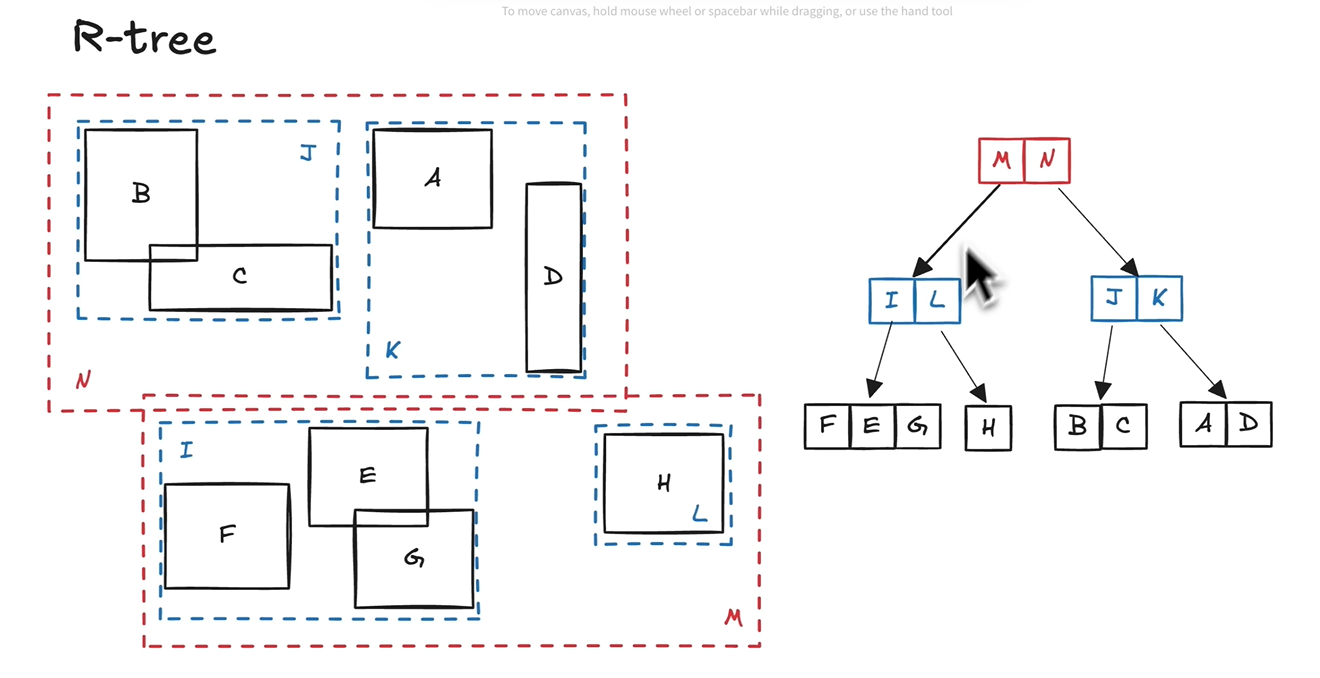 To move canvas, hold mouse wheel or spacebar while dragging, or use the hand tool
R-tree
B
J
A
C
D
K
N
I
E
F
G
H
L
M
M N
I L
J K
F E G
H
B C
A D